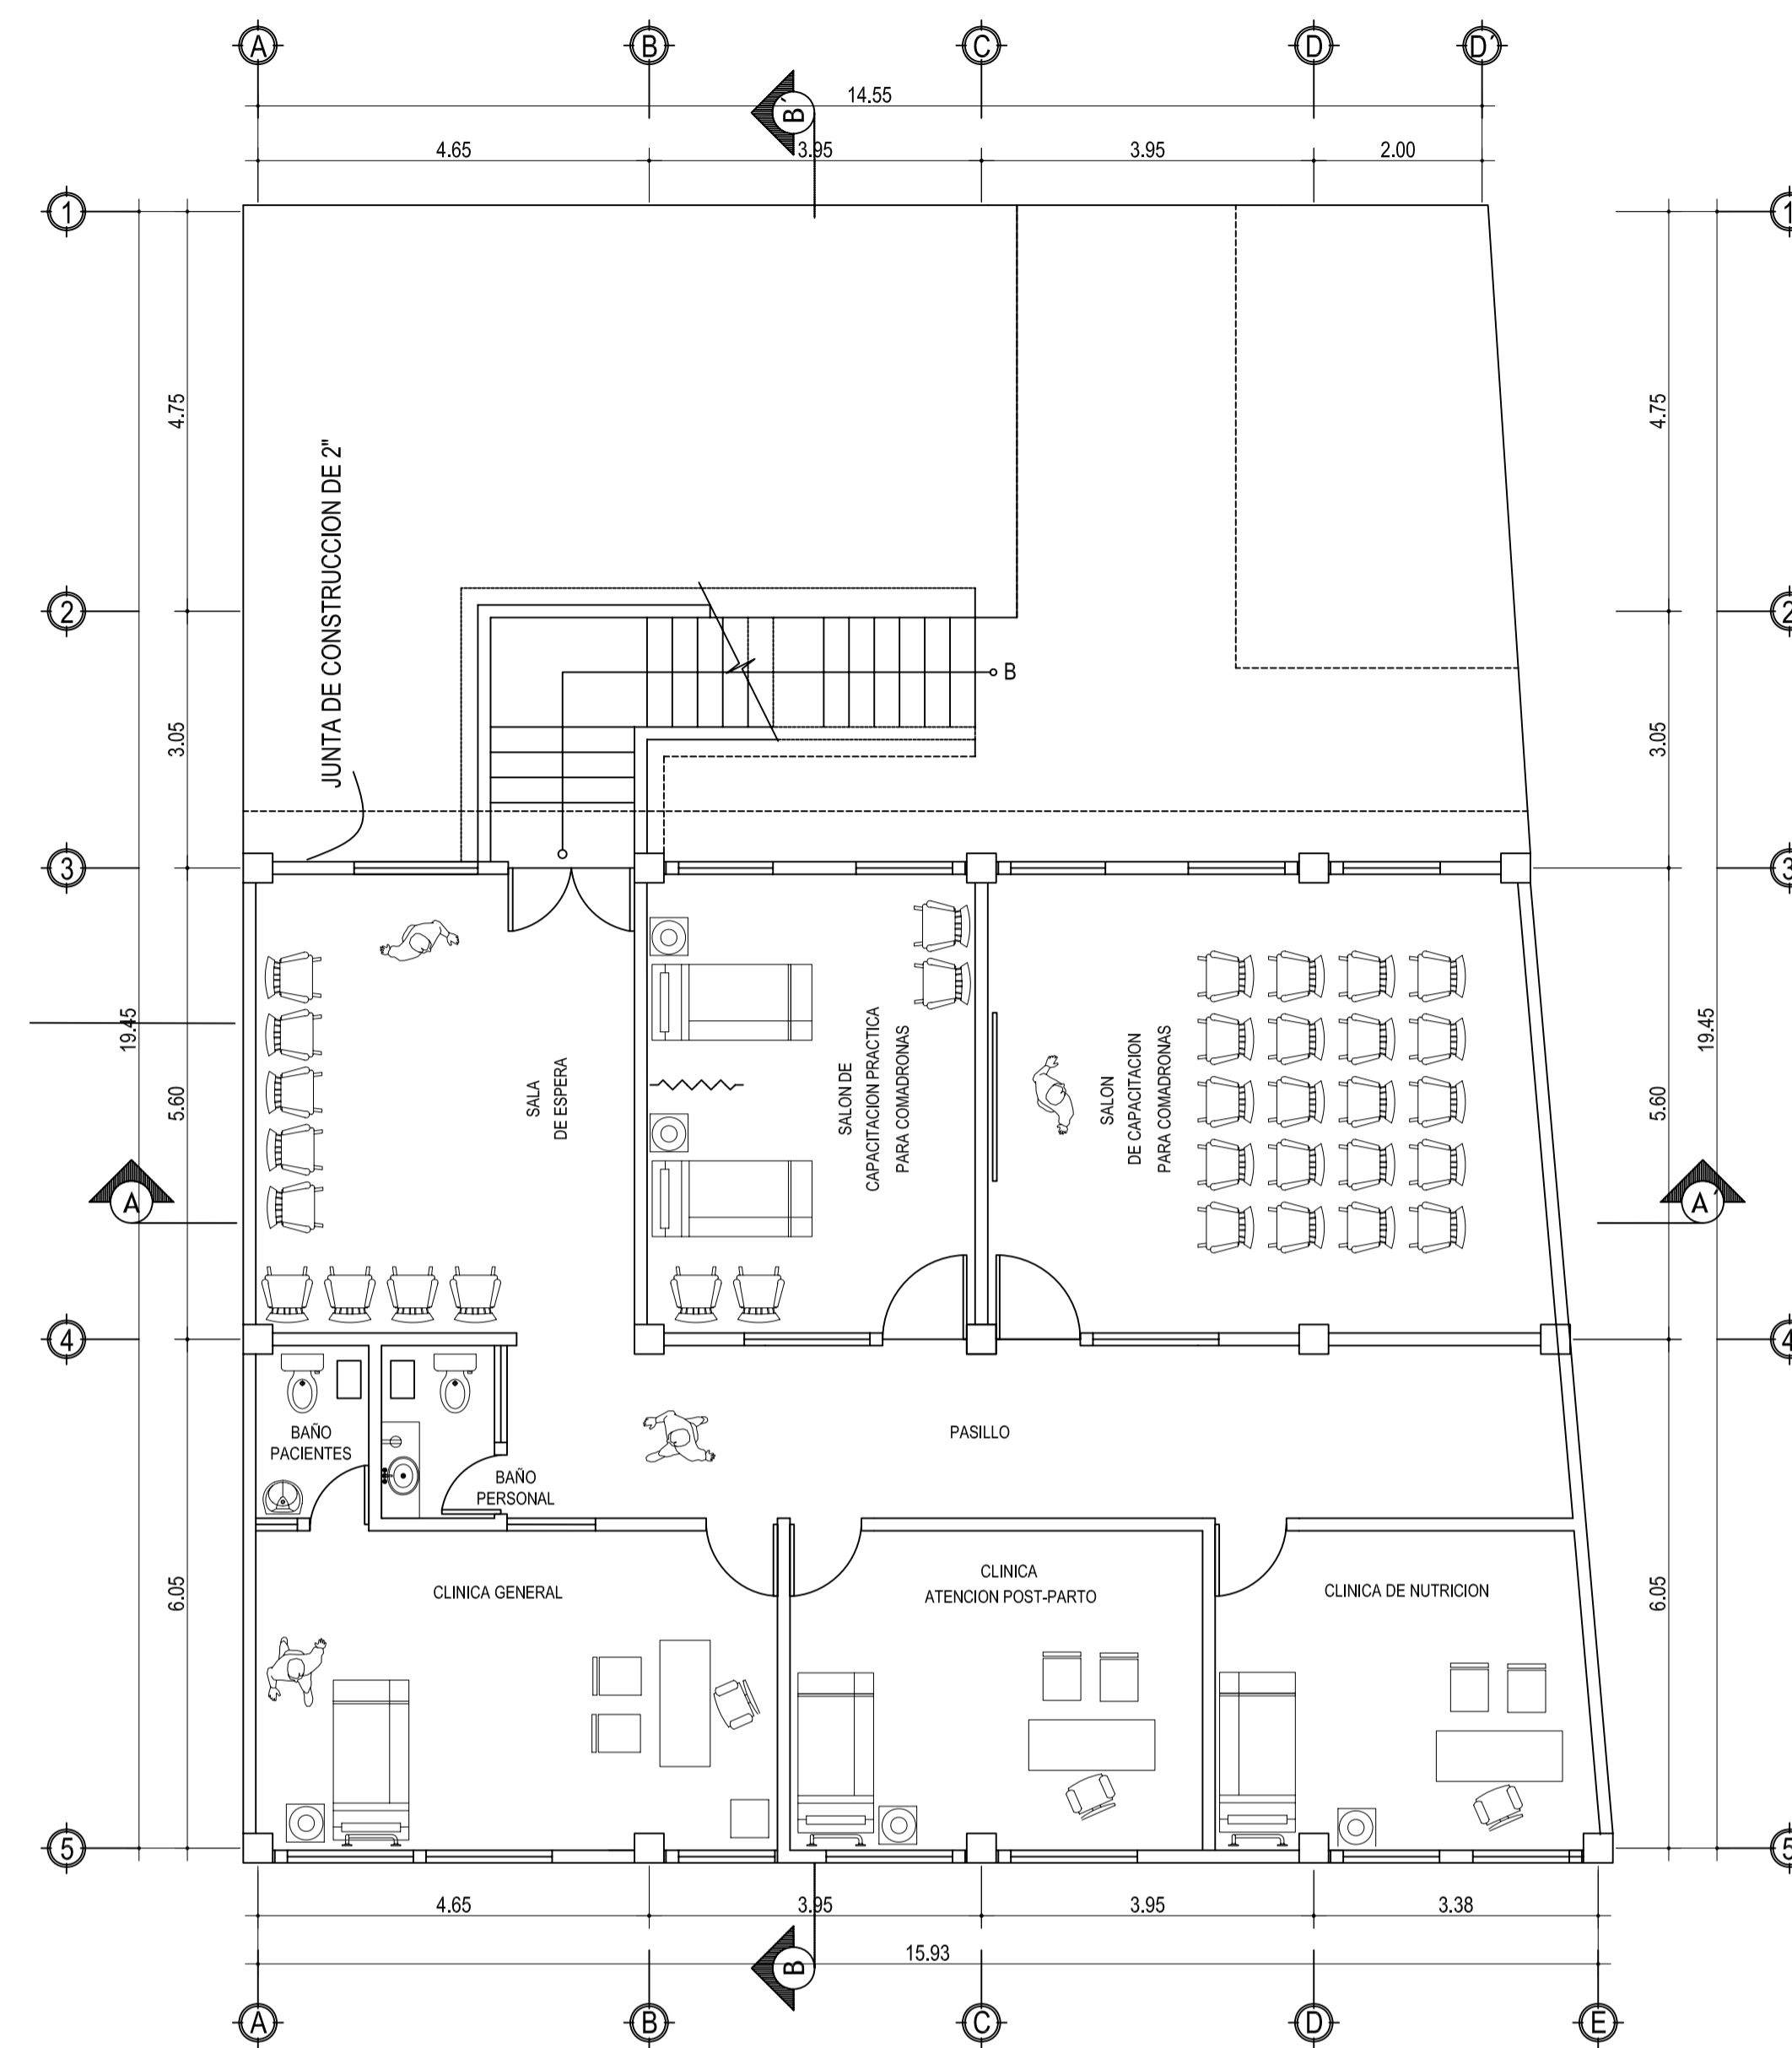 A B C D D´
14.55
B´
4.65 3.95 3.95 2.00
1 1
4.75 4.75
JUNTA DE CONSTRUCCION DE 2"
2 2
B
3.05 3.05
3 3
19.45 19.45
SALA
DE ESPERA
SALON DE
CAPACITACION PRACTICA
PARA COMADRONAS
SALON
DE CAPACITACION
PARA COMADRONAS
5.60 5.60
A A´
4 4
BAÑO
PACIENTES
PASILLO
BAÑO
PERSONAL
6.05 6.05
CLINICA GENERAL
CLINICA
ATENCION POST-PARTO
CLINICA DE NUTRICION
5 5
4.65 3.95 3.95 3.38
15.93
B
A B C D E